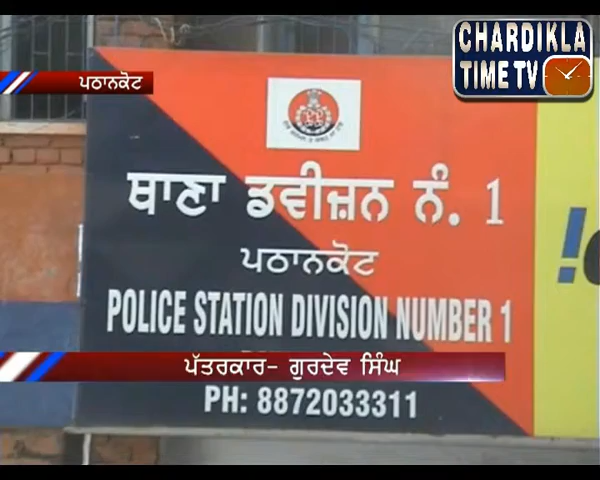 CHARDIKLA
TIME TV
ਪਠਾਨਕੋਟ
ਥਾਣਾ ਡਵੀਜ਼ਨ ਨੰ. 1
ਪਠਾਨਕੋਟ
POLICE STATION DIVISION NUMBER 1
ਪੱਤਰਕਾਰ- ਗੁਰਦੇਵ ਸਿੰਘ
PH: 8872033311